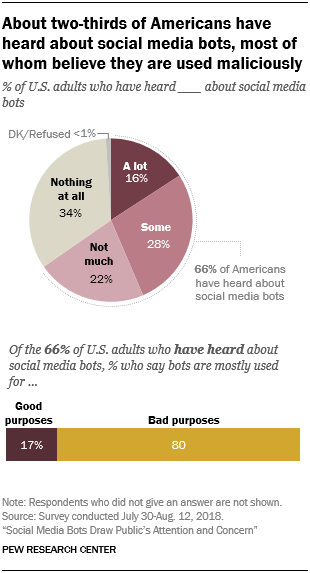 About two-thirds of Americans have
heard about social media bots, most of
whom believe they are used maliciously
% of U.S. adults who have heard ___ about social media
bots
DK/Refused <1%
A lot
16%
Nothing
at all
34%
Some
28%
Not
much
22%
66% of Americans
have heard about
social media bots
Of the 66% of U.S. adults who have heard about
social media bots, % who say bots are mostly used
for ...
Good
purposes
Bad purposes
17%
80
Note: Respondents who did not give an answer are not shown.
Source: Survey conducted July 30-Aug. 12, 2018.
“Social Media Bots Draw Public’s Attention and Concern”
PEW RESEARCH CENTER